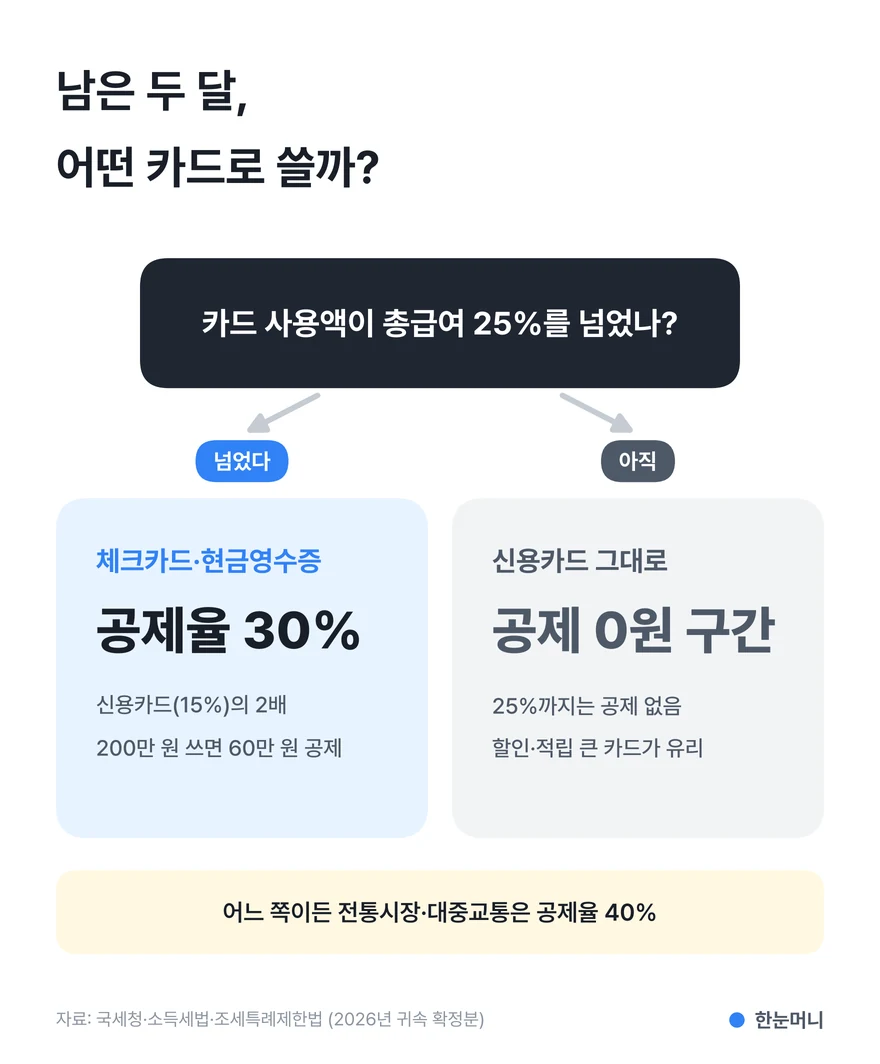 남은 두 달,
어떤 카드로 쓸까?
카드 사용액이 총급여 25%를 넘었나?
넘었다
아직
체크카드·현금영수증
공제율 30%
신용카드(15%)의 2배
200만 원 쓰면 60만 원 공제
신용카드 그대로
공제 0원 구간
25%까지는 공제 없음
할인·적립 큰 카드가 유리
어느 쪽이든 전통시장·대중교통은 공제율 40%
자료: 국세청·소득세법·조세특례제한법 (2026년 귀속 확정분)
한눈머니